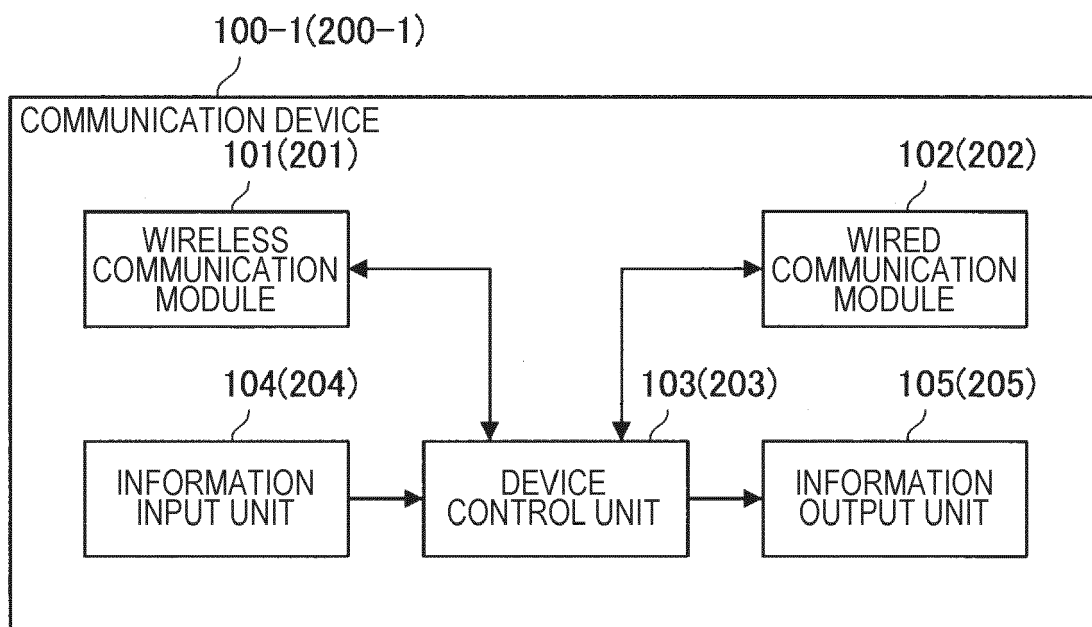 100-1(200-1)
COMMUNICATION DEVICE
101(201)
WIRELESS
COMMUNICATION
MODULE
102(202)
WIRED
COMMUNICATION
MODULE
104(204)
INFORMATION
INPUT UNIT
103(203)
DEVICE
CONTROL UNIT
105(205)
INFORMATION
OUTPUT UNIT